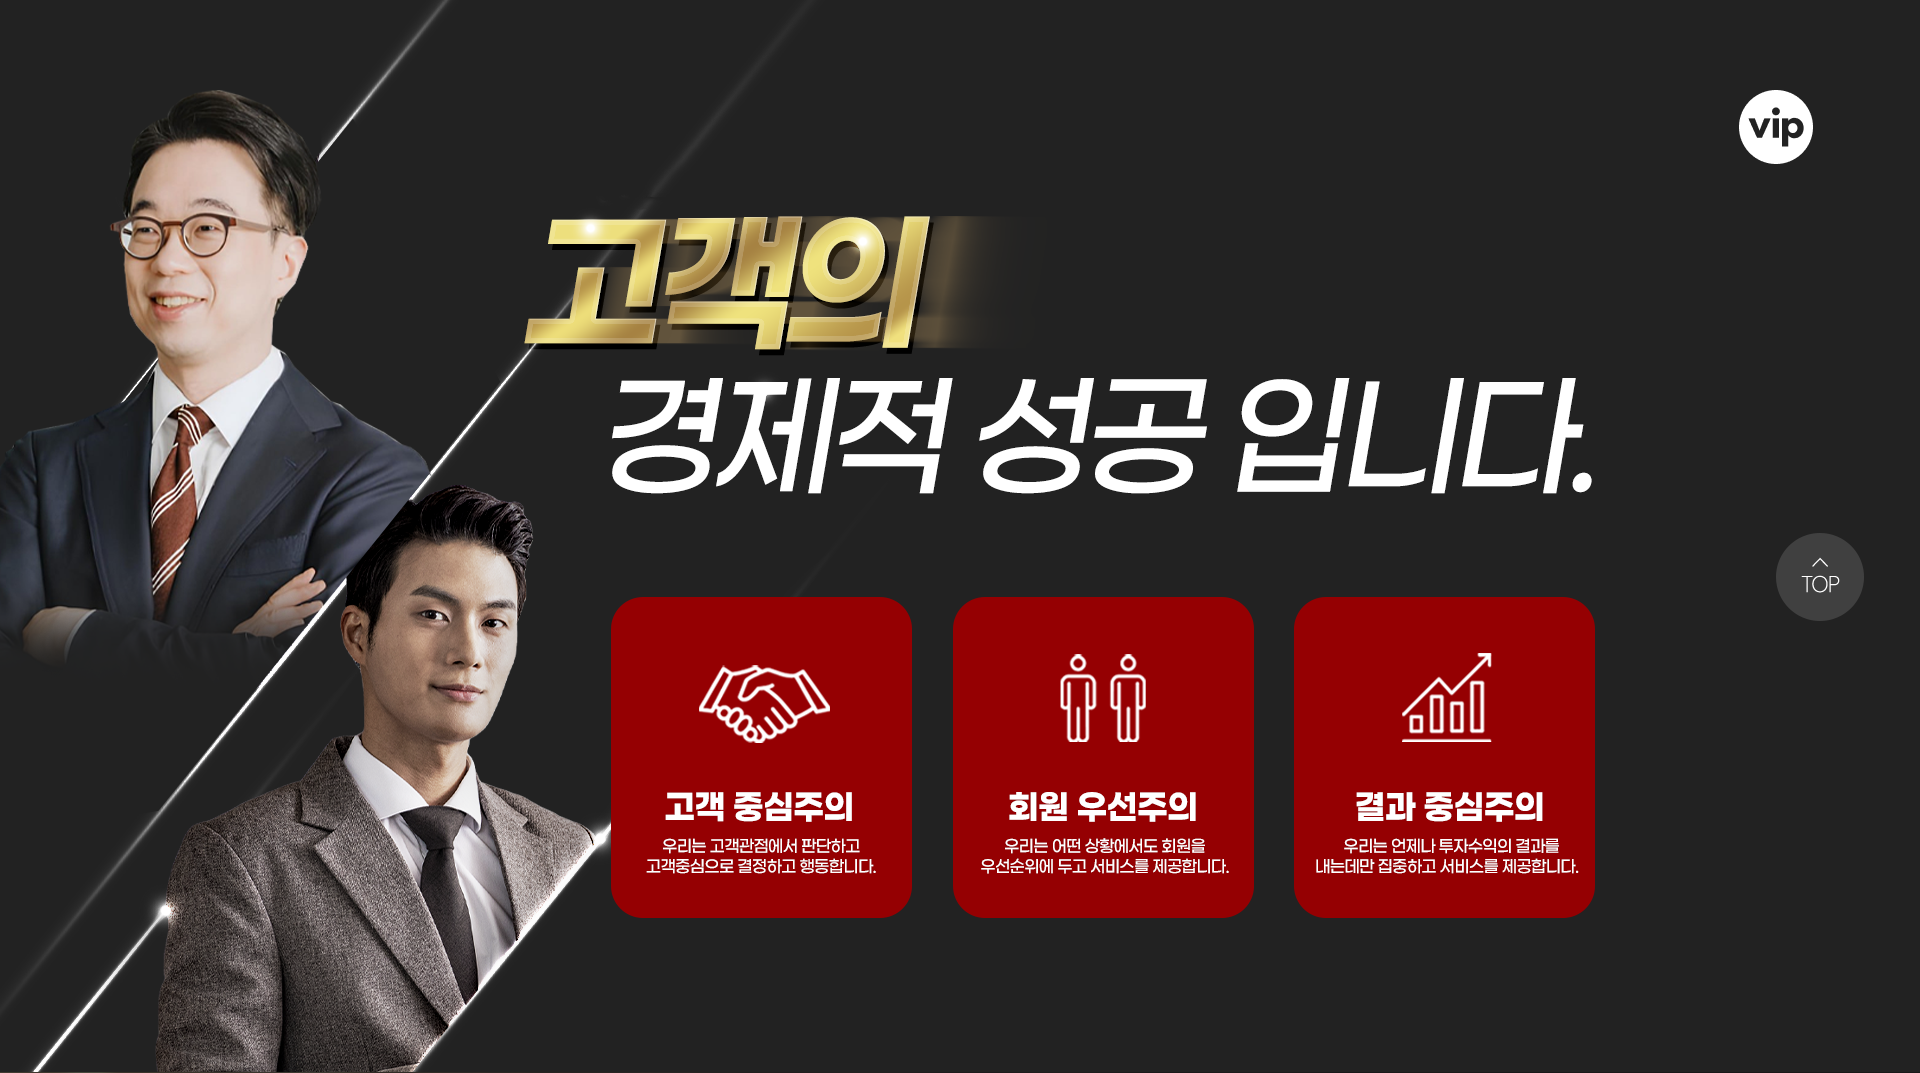 vip
고객의
경제적 성공 입니다.
TOP
고객 중심주의
우리는 고객관점에서 판단하고
고객중심으로 결정하고 행동합니다.
회원 우선주의
우리는 어떤 상황에서도 회원을
우선순위에 두고 서비스를 제공합니다.
결과 중심주의
우리는 언제나 투자수익의 결과를
내는데만 집중하고 서비스를 제공합니다.